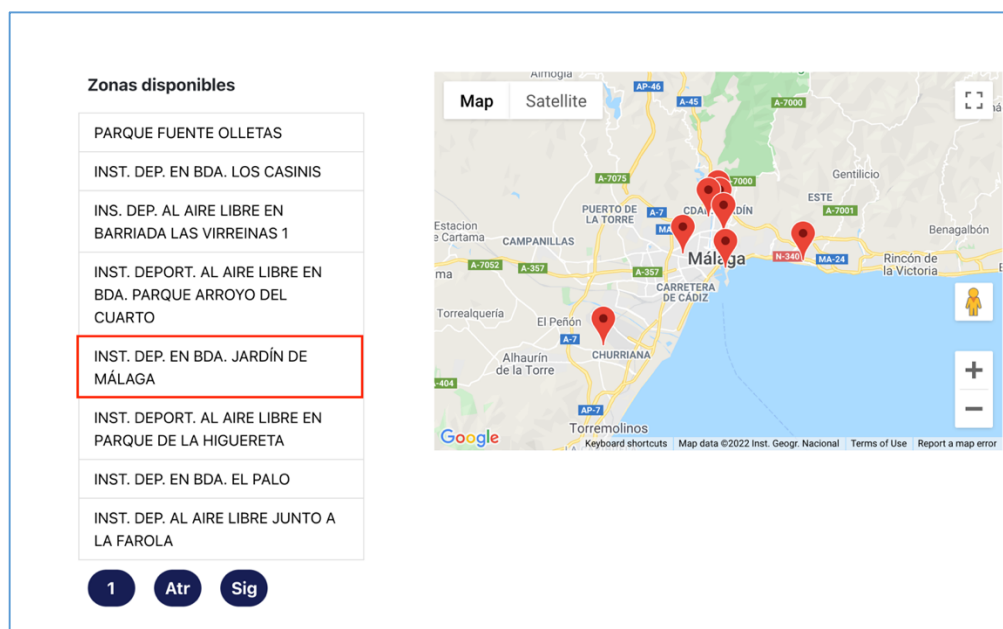 Zonas disponibles
PARQUE FUENTE OLLETAS
INST. DEP. EN BDA. LOS CASINIS
INS. DEP. AL AIRE LIBRE EN
BARRIADA LAS VIRREINAS 1
INST. DEPORT. AL AIRE LIBRE EN
BDA. PARQUE ARROYO DEL
CUARTO
INST. DEP. EN BDA. JARDÍN DE
MÁLAGA
INST. DEPORT. AL AIRE LIBRE EN
PARQUE DE LA HIGUERETA
INST. DEP. EN BDA. EL PALO
INST. DEP. AL AIRE LIBRE JUNTO A
LA FAROLA
1 Atr Sig
Map Satellite
Almogía
AP-46
A-45
A-7000
A-7075
-7000
Gentilicio
PUERTO DE
LA TORRE
A-7
ESTE
A-7001
Estacion
e Cartama
CAMPANILLAS
Benagalbón
A-7052
A-357
A-357
Málaga
N-340
MA-24
Rincón de
la Victoria
CARRETERA
DE CÁDIZ
Torrealquería
El Peñón
A-7
CHURRIANA
Alhaurín
de la Torre
-404
AP-7
Torremolinos
Google
Keyboard shortcuts Map data ©2022 Inst. Geogr. Nacional Terms of Use Report a map error